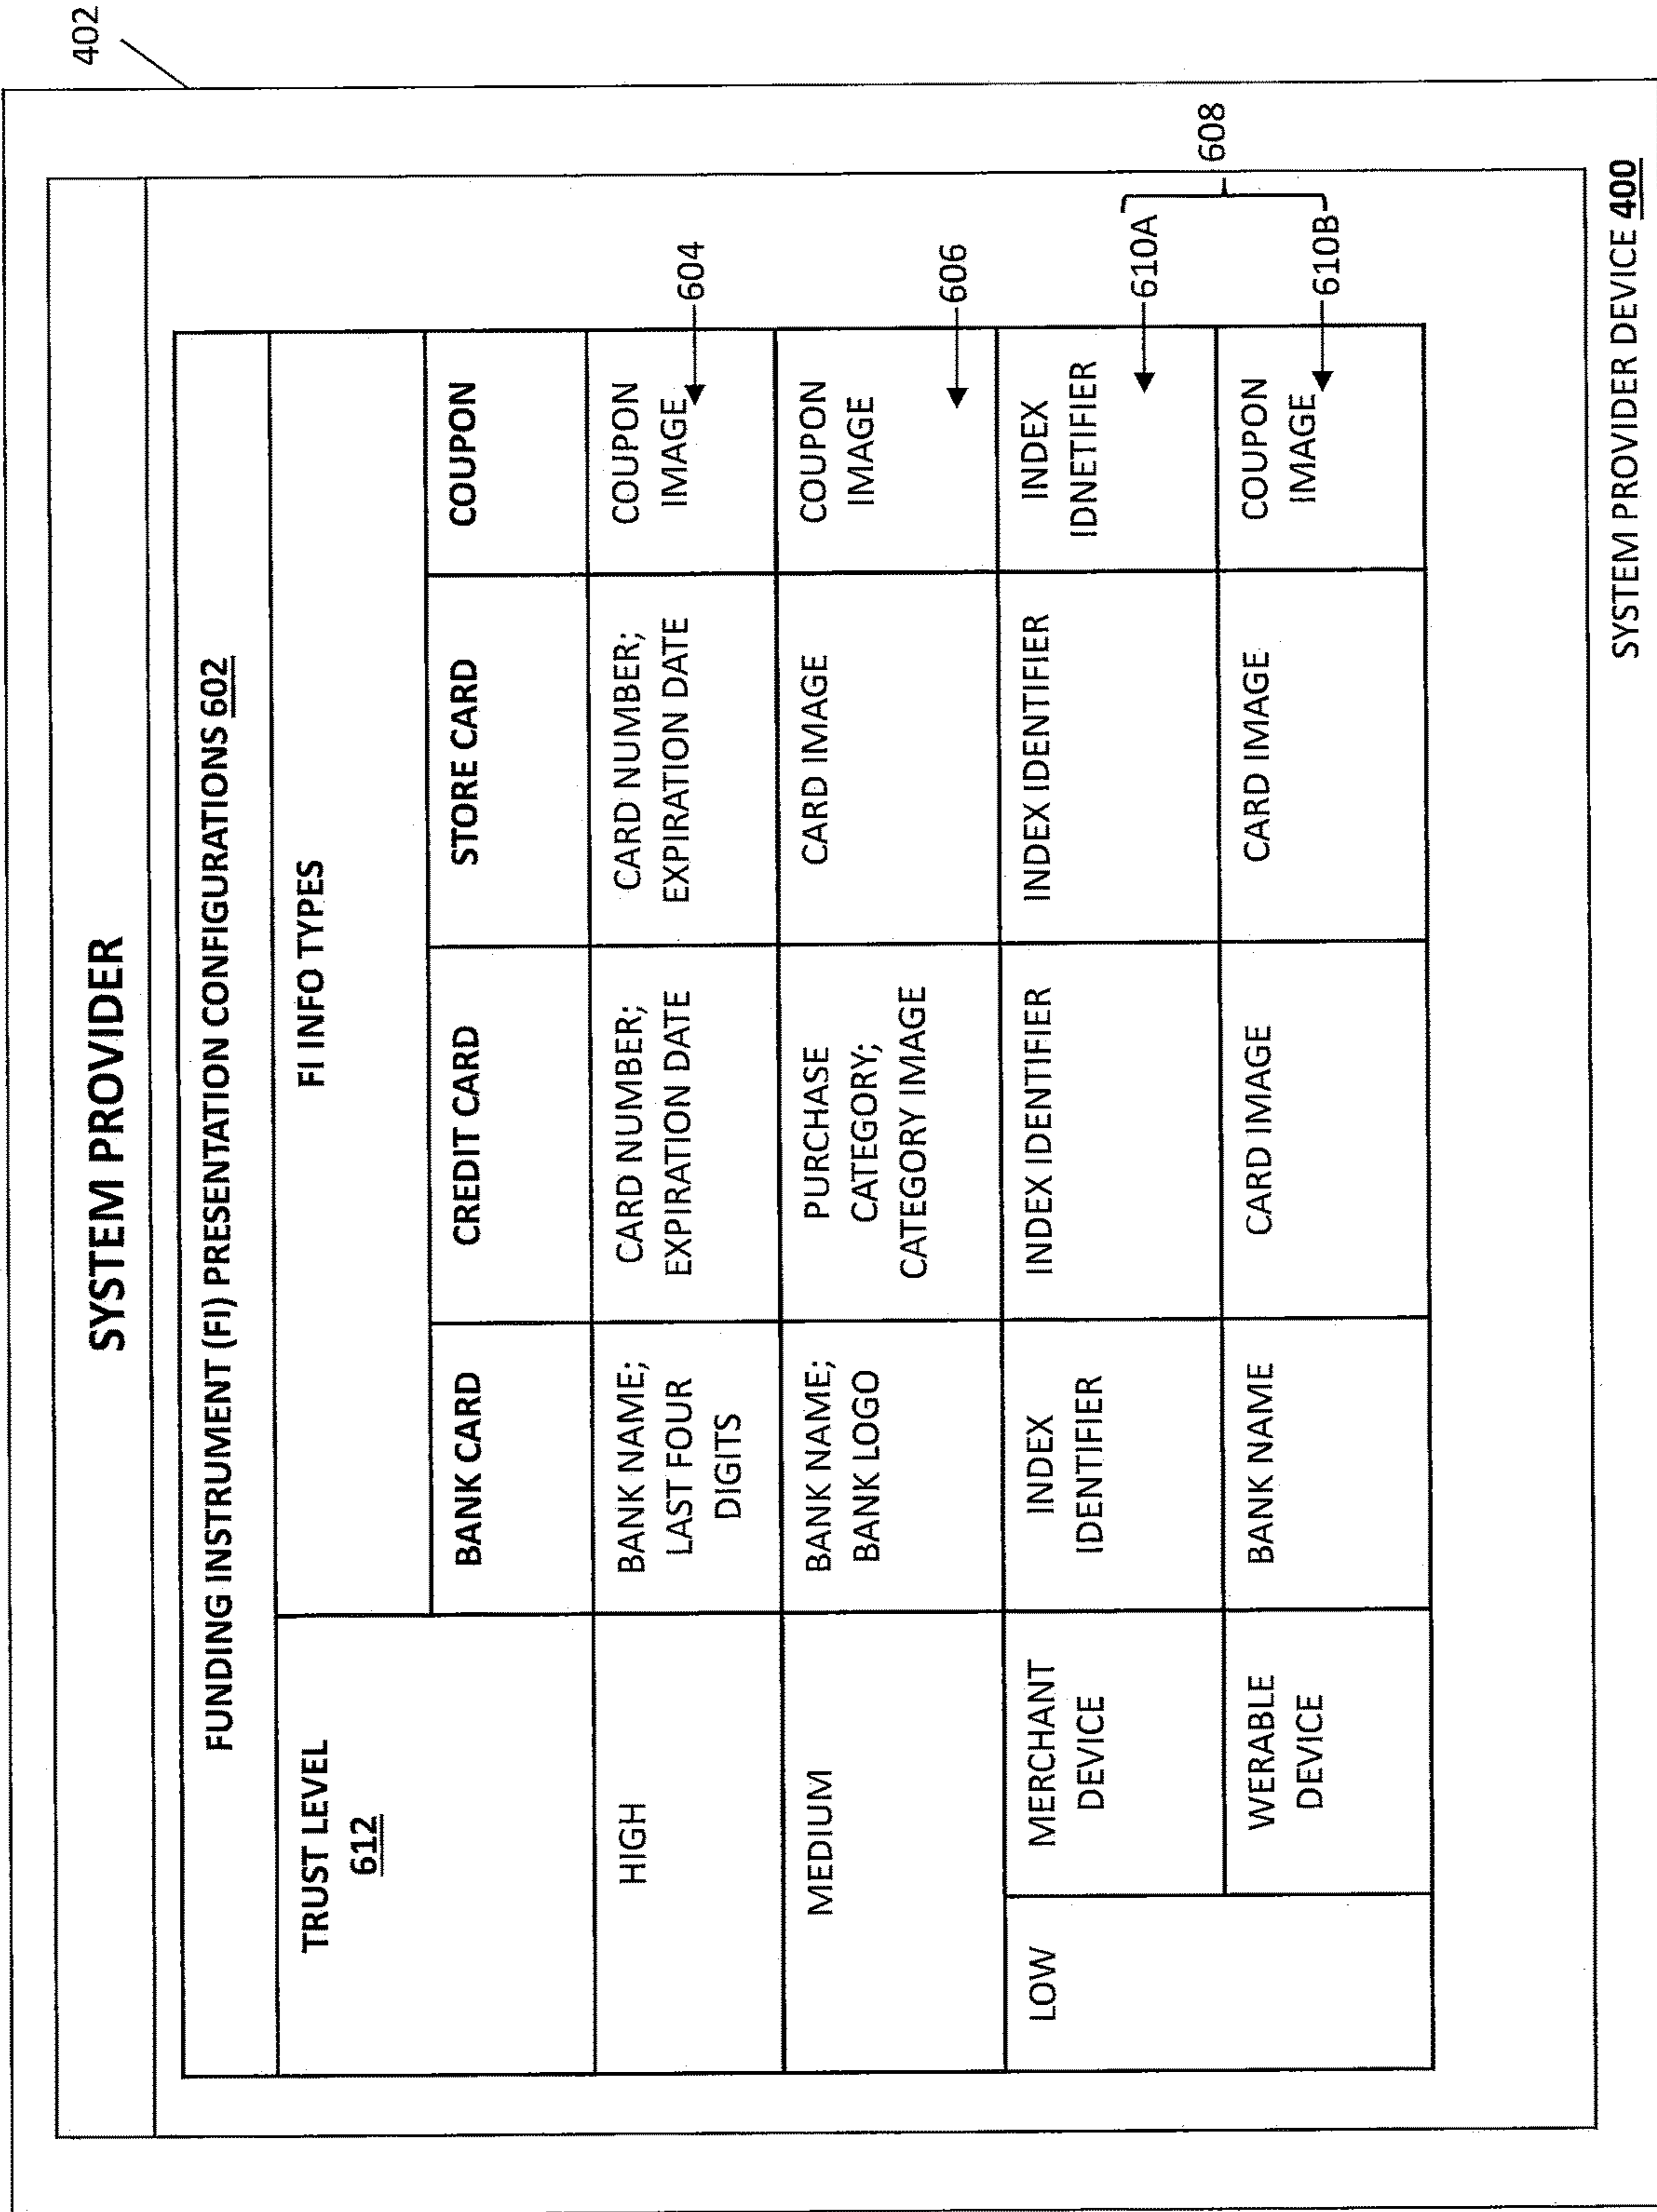 402
SYSTEM PROVIDER
FUNDING INSTRUMENT (FI) PRESENTATION CONFIGURATIONS 602
TRUST LEVEL
612
FI INFO TYPES
BANK CARD
CREDIT CARD
STORE CARD
COUPON
HIGH
BANK NAME;
LAST FOUR
DIGITS
CARD NUMBER;
EXPIRATION DATE
CARD NUMBER;
EXPIRATION DATE
COUPON
IMAGE
604
MEDIUM
BANK NAME;
BANK LOGO
PURCHASE
CATEGORY;
CATEGORY IMAGE
CARD IMAGE
COUPON
IMAGE
606
LOW
MERCHANT
DEVICE
INDEX
IDENTIFIER
INDEX IDENTIFIER
INDEX IDENTIFIER
INDEX
IDNETIFIER
610A
608
WERABLE
DEVICE
BANK NAME
CARD IMAGE
CARD IMAGE
COUPON
IMAGE
610B
SYSTEM PROVIDER DEVICE 400